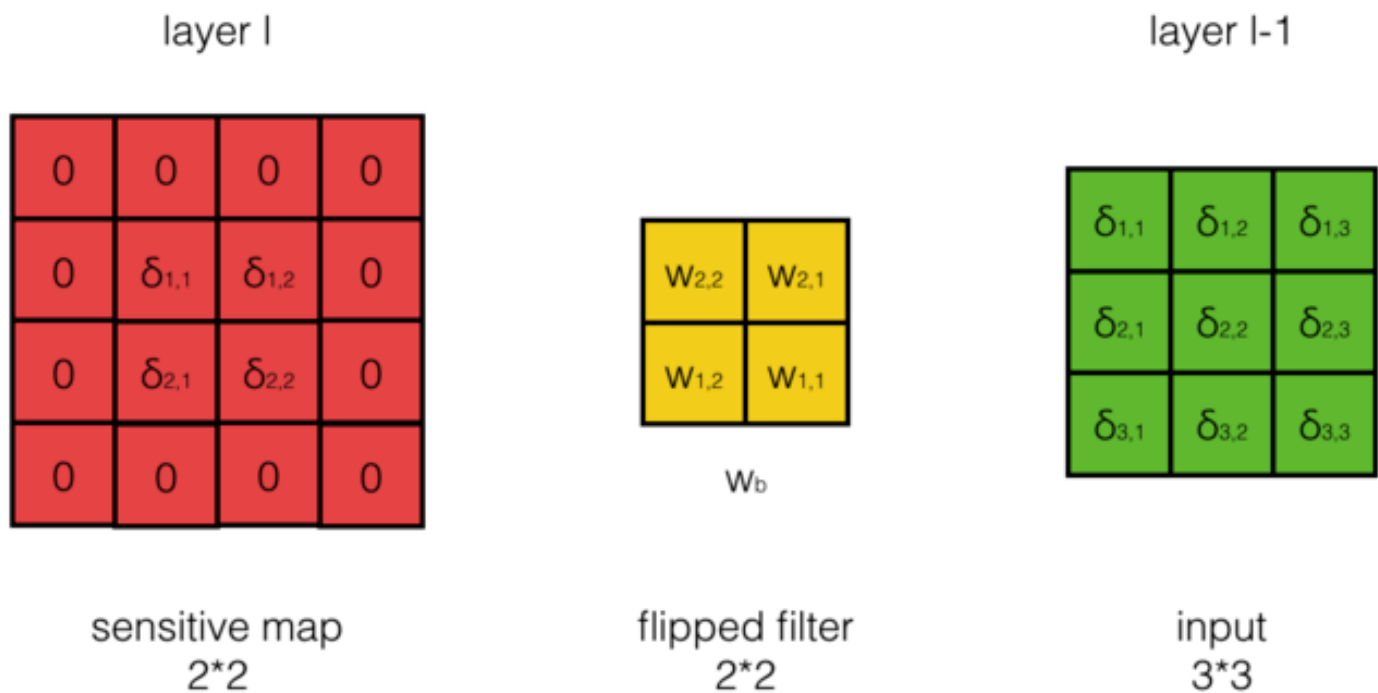 layer l
layer l-1
0 0 0 0
0 δ1,1 δ1,2 0
0 δ2,1 δ2,2 0
0 0 0 0
W2,2 W2,1
W1,2 W1,1
Wb
δ1,1 δ1,2 δ1,3
δ2,1 δ2,2 δ2,3
δ3,1 δ3,2 δ3,3
sensitive map
2*2
flipped filter
2*2
input
3*3